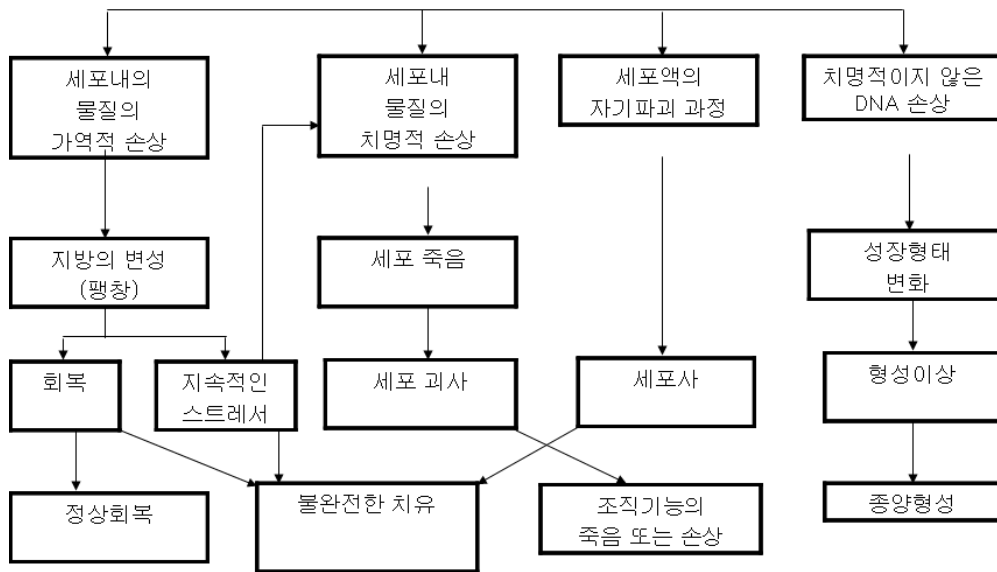 세포내의
물질의
가역적 손상
세포내
물질의
치명적 손상
세포액의
자기파괴 과정
치명적이지 않은
DNA 손상
지방의 변성
(팽창)
세포 죽음
성장형태
변화
회복
지속적인
스트레서
세포 괴사
세포사
형성이상
정상회복
불완전한 치유
조직기능의
죽음 또는 손상
종양형성